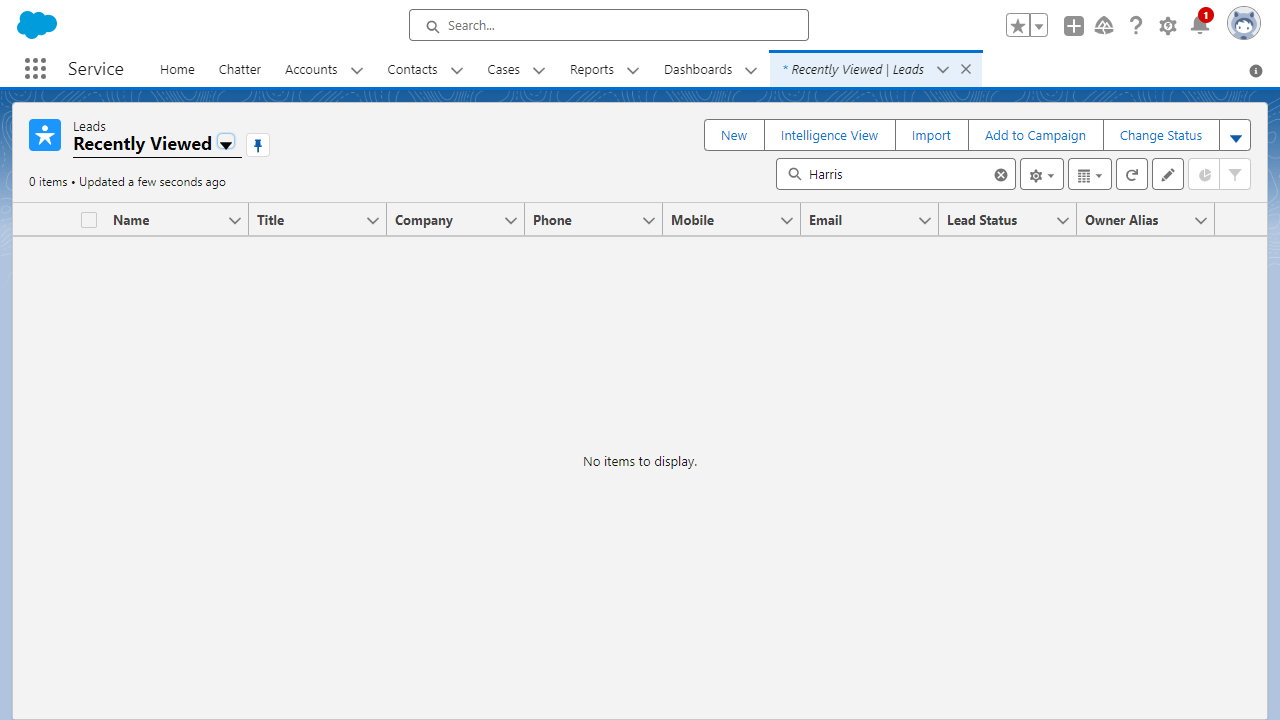 Search...
1
Service
Home
Chatter
Accounts
Contacts
Cases
Reports
Dashboards
* Recently Viewed | Leads
Leads
Recently Viewed
New
Intelligence View
Import
Add to Campaign
Change Status
0 items • Updated a few seconds ago
Harris
Name
Title
Company
Phone
Mobile
Email
Lead Status
Owner Alias
No items to display.